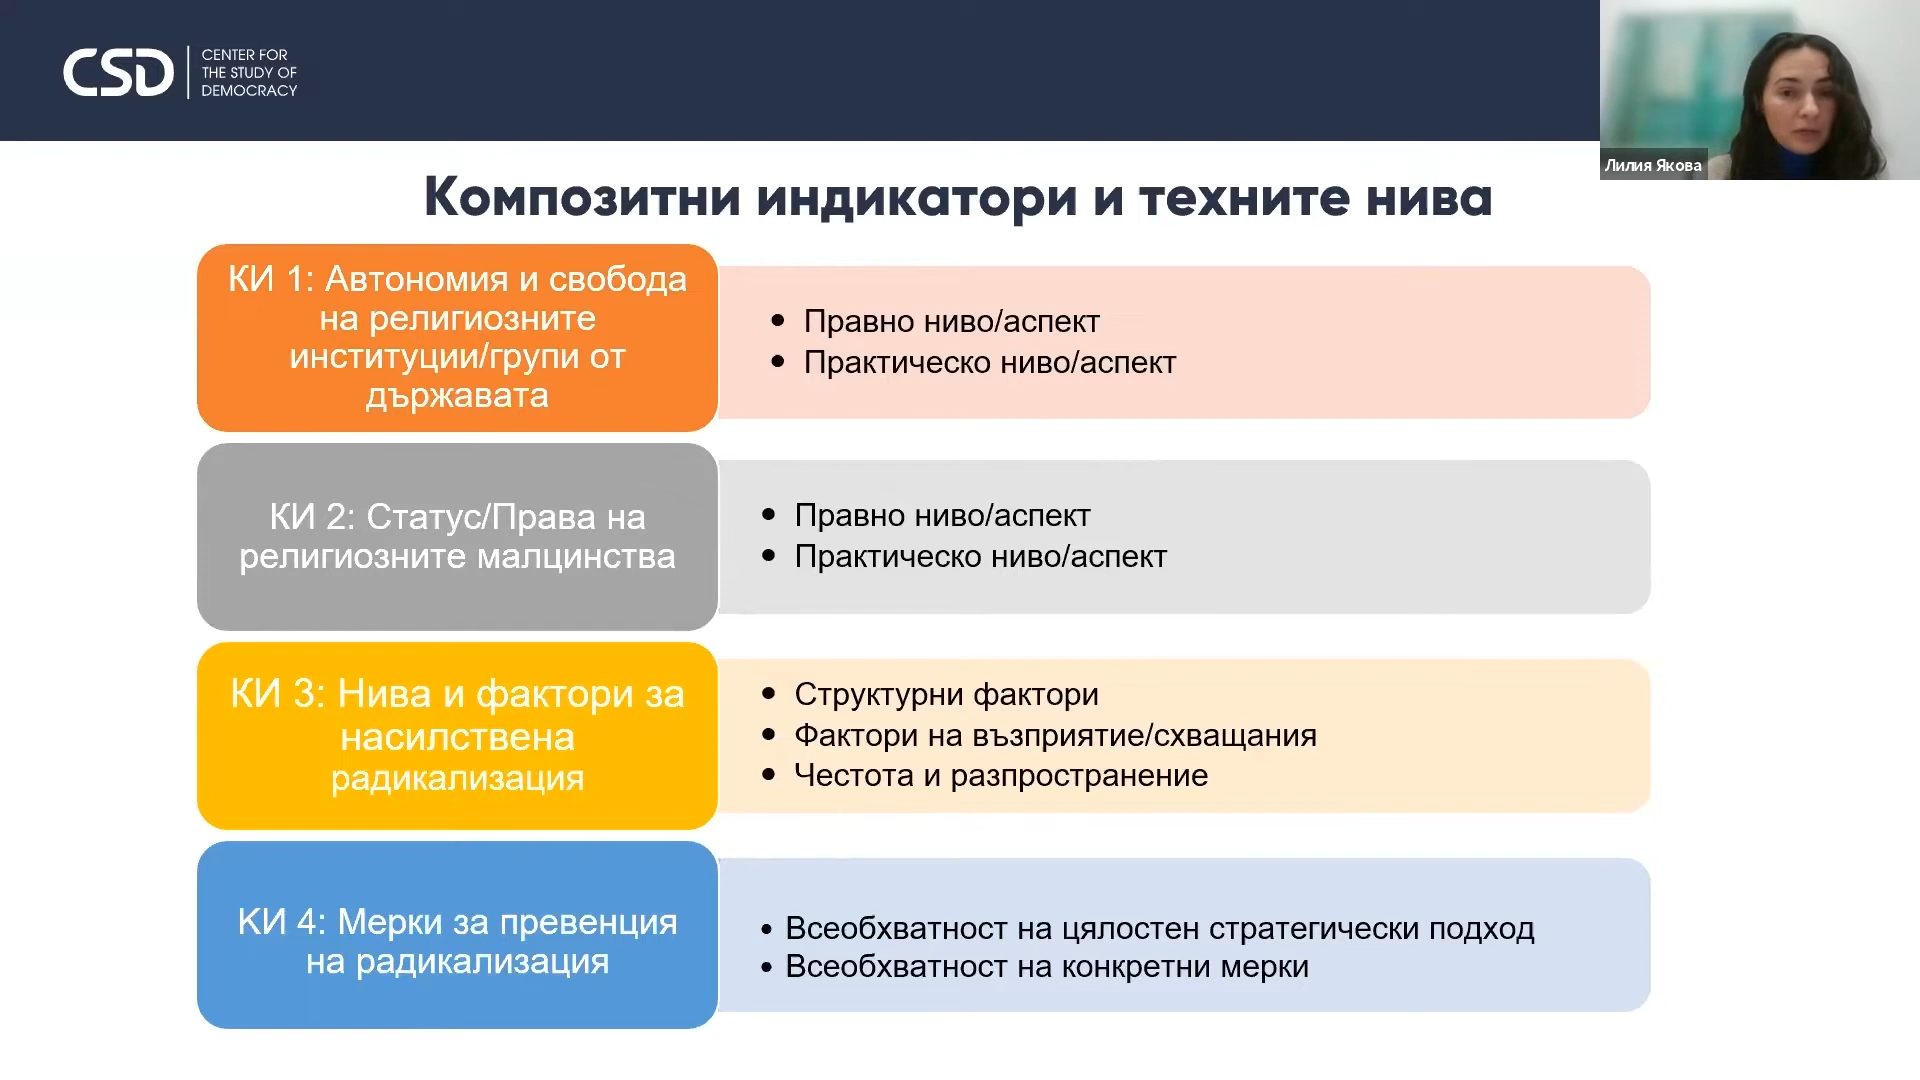 CSD
CENTER FOR
THE STUDY OF
DEMOCRACY
Лилия Якова
Композитни индикатори и техните нива
КИ 1: Автономия и свобода
на религиозните
институции/групи от
държавата
• Правно ниво/аспект
• Практическо ниво/аспект
КИ 2: Статус/Права на
религиозните малцинства
• Правно ниво/аспект
• Практическо ниво/аспект
КИ 3: Нива и фактори за
насилствена
радикализация
• Структурни фактори
• Фактори на възприятие/схващания
• Честота и разпространение
КИ 4: Мерки за превенция
на радикализация
• Всеобхватност на цялостен стратегически подход
• Всеобхватност на конкретни мерки